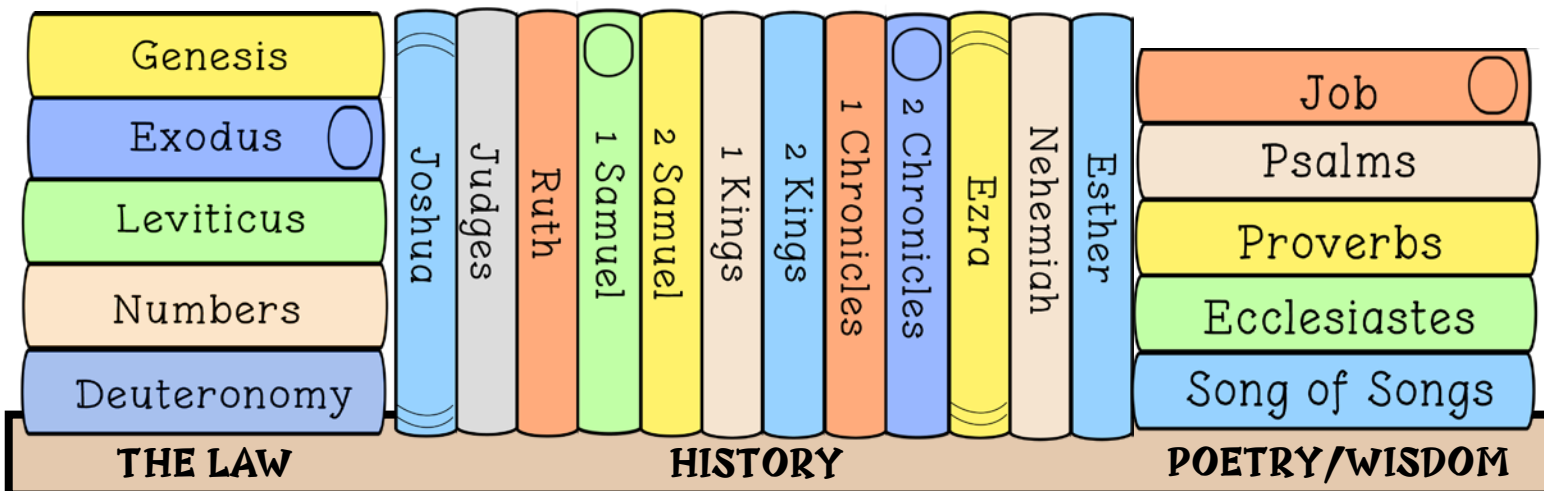 Genesis
Exodus
Leviticus
Numbers
Deuteronomy
Joshua
Judges
Ruth
1 Samuel
2 Samuel
1 Kings
2 Kings
1 Chronicles
2 Chronicles
Ezra
Nehemiah
Esther
Job
Psalms
Proverbs
Ecclesiastes
Song of Songs
THE LAW
HISTORY
POETRY/WISDOM